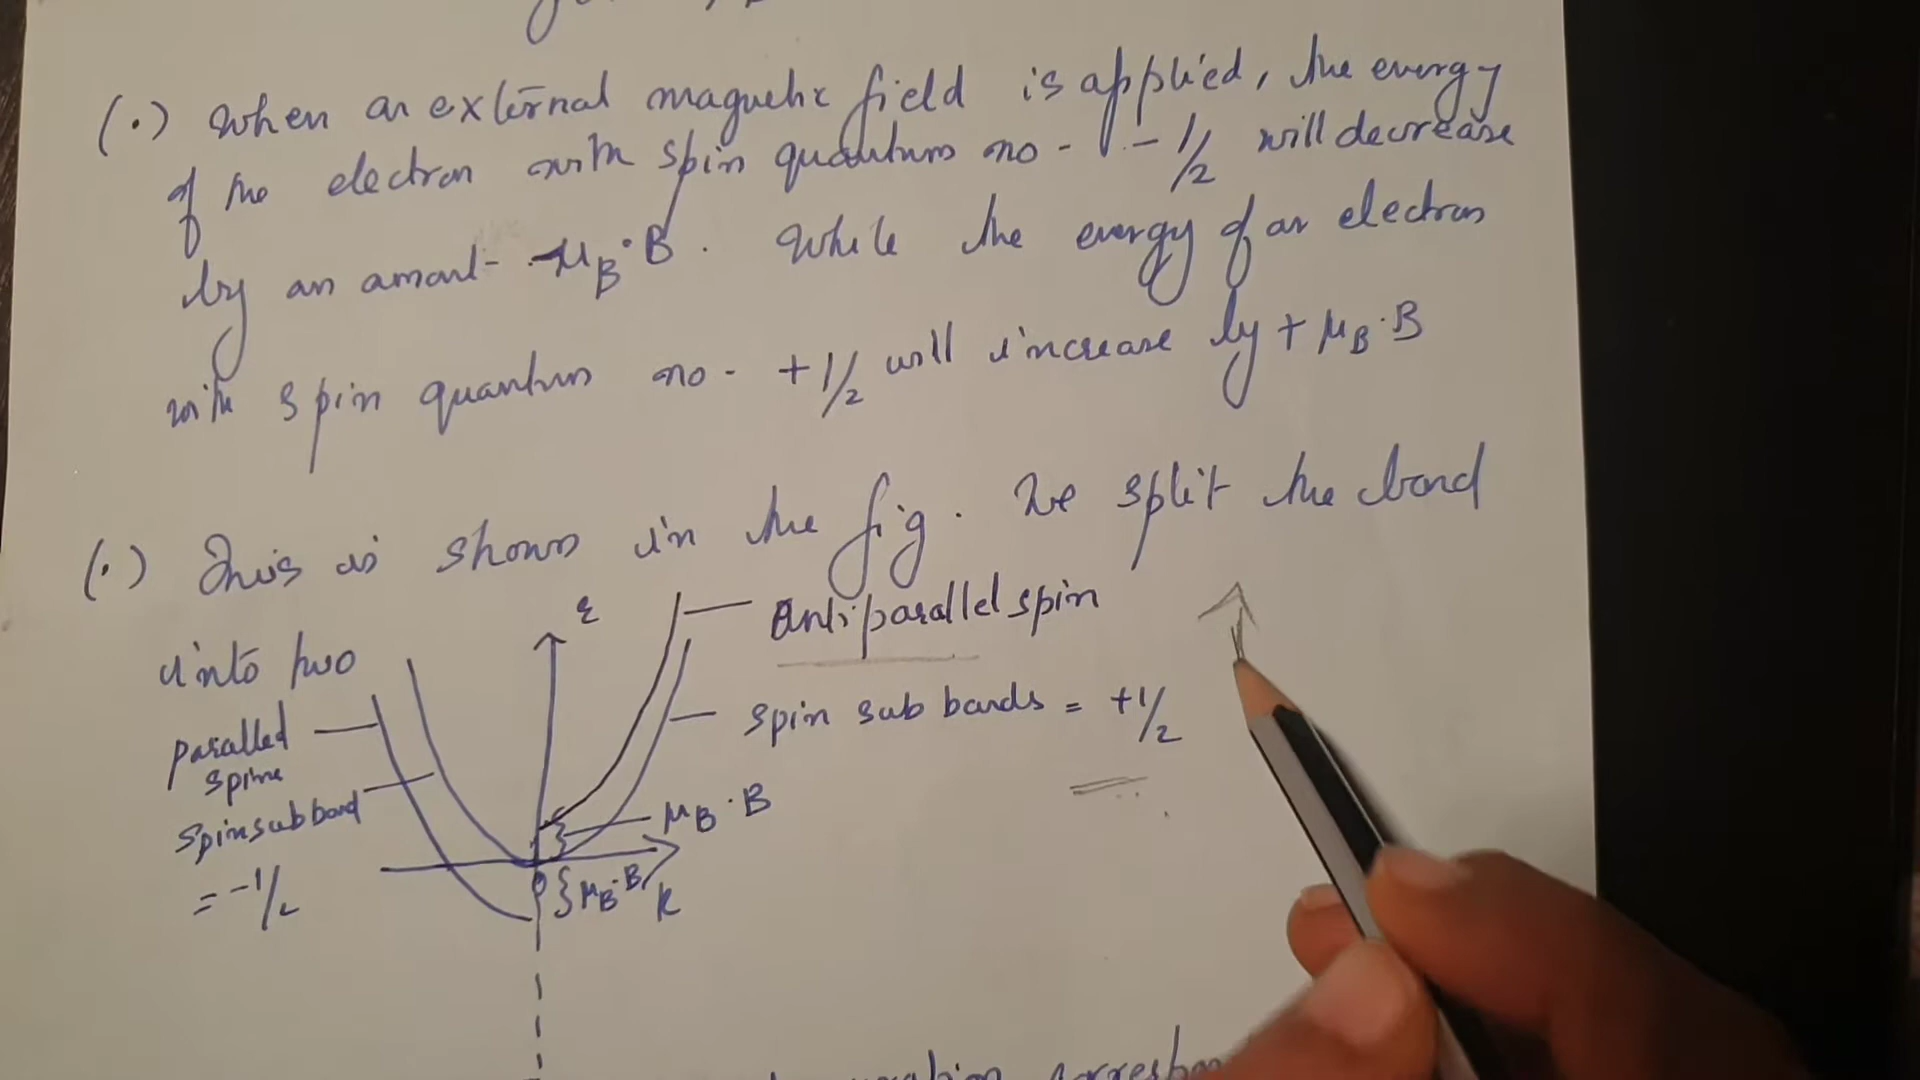 (.) When an external magnetic field is applied, the energy
of the electron with spin quantum no - -1/2 will decrease
by an amount - -μB·B. While the energy of an electron
with spin quantum no - +1/2 will increase by + μB·B
(.) This is shown in the fig. We split the band
ε
Antiparallel spin
into two
parallel
spin sub bands = +1/2
spins
μB·B
spin sub band
{μB·B
k
= -1/2